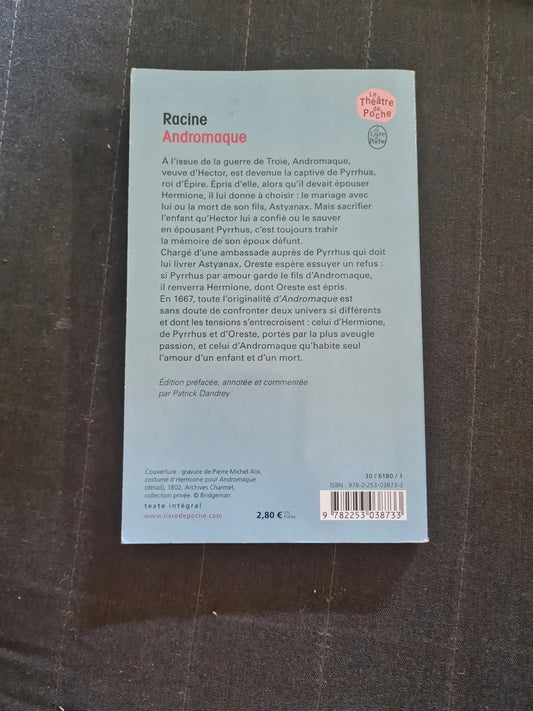 Le
Théâtre
de
Poche
Le Livre
de
Poche
Racine
Andromaque
À l'issue de la guerre de Troie, Andromaque,
veuve d'Hector, est devenue la captive de Pyrrhus,
roi d'Épire. Épris d'elle, alors qu'il devait épouser
Hermione, il lui donne à choisir : le mariage avec
lui ou la mort de son fils, Astyanax. Mais sacrifier
l'enfant qu'Hector lui a confié ou le sauver
en épousant Pyrrhus, c'est toujours trahir
la mémoire de son époux défunt.
Chargé d'une ambassade auprès de Pyrrhus qui doit
lui livrer Astyanax, Oreste espère essuyer un refus :
si Pyrrhus par amour garde le fils d'Andromaque,
il renverra Hermione, dont Oreste est épris.
En 1667, toute l'originalité d'Andromaque est
sans doute de confronter deux univers si différents
et dont les tensions s'entrecroisent : celui d'Hermione,
de Pyrrhus et d'Oreste, portés par la plus aveugle
passion, et celui d'Andromaque qu'habite seul
l'amour d'un enfant et d'un mort.
Édition préfacée, annotée et commentée
par Patrick Dandrey.
Couverture : gravure de Pierre Michel Alix,
costume d'Hermione pour Andromaque
(détail), 1802. Archives Charmet,
collection privée. © Bridgeman.
texte intégral
www.livredepoche.com
2,80 € France
30 / 6180 / 1
ISBN : 978-2-253-03873-3
9 782253 038733